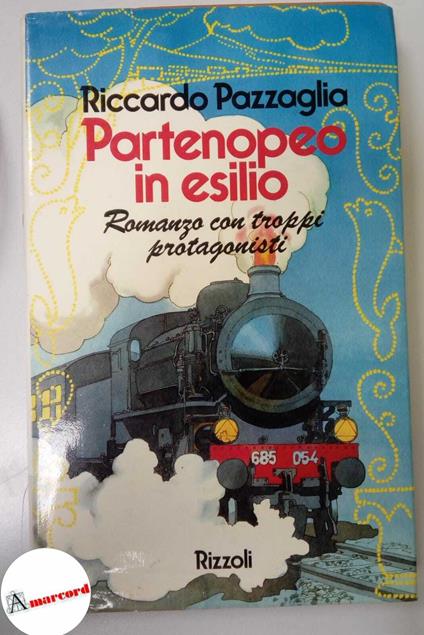 Riccardo Pazzaglia
Partenopeo
in esilio
Romanzo con troppi
protagonisti
685 054
Rizzoli
Amarcord